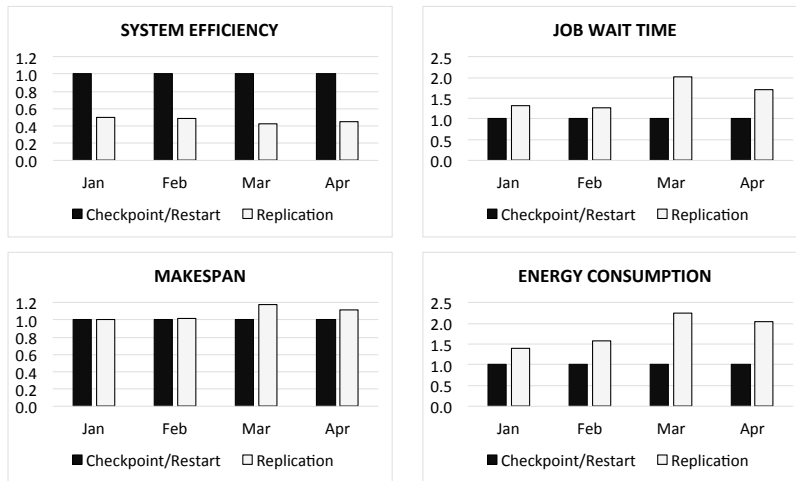 SYSTEM EFFICIENCY
1.2
1.0
0.8
0.6
0.4
0.2
0.0
Jan Feb Mar Apr
Checkpoint/Restart Replication
JOB WAIT TIME
2.5
2.0
1.5
1.0
0.5
0.0
Jan Feb Mar Apr
Checkpoint/Restart Replication
MAKESPAN
1.2
1.0
0.8
0.6
0.4
0.2
0.0
Jan Feb Mar Apr
Checkpoint/Restart Replication
ENERGY CONSUMPTION
2.5
2.0
1.5
1.0
0.5
0.0
Jan Feb Mar Apr
Checkpoint/Restart Replication